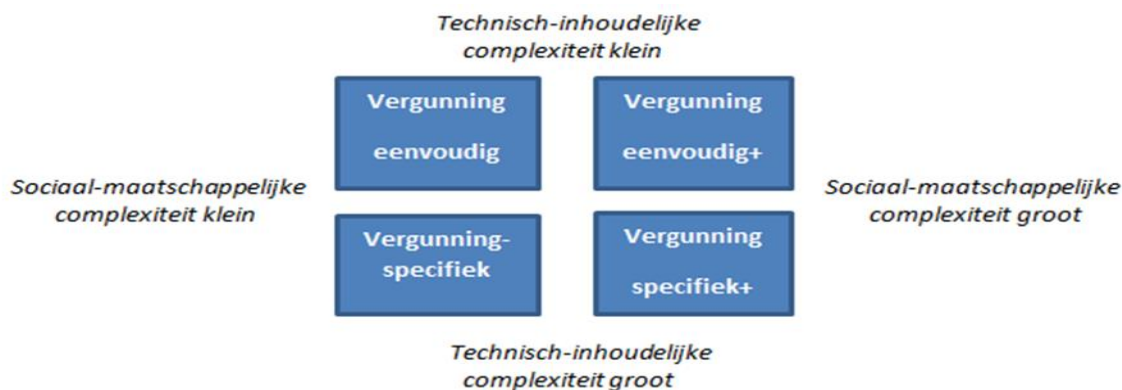 Technisch-inhoudelijke
complexiteit klein
Vergunning
eenvoudig
Vergunning
eenvoudig+
Sociaal-maatschappelijke
complexiteit klein
Sociaal-maatschappelijke
complexiteit groot
Vergunning-
specifiek
Vergunning
specifiek+
Technisch-inhoudelijke
complexiteit groot